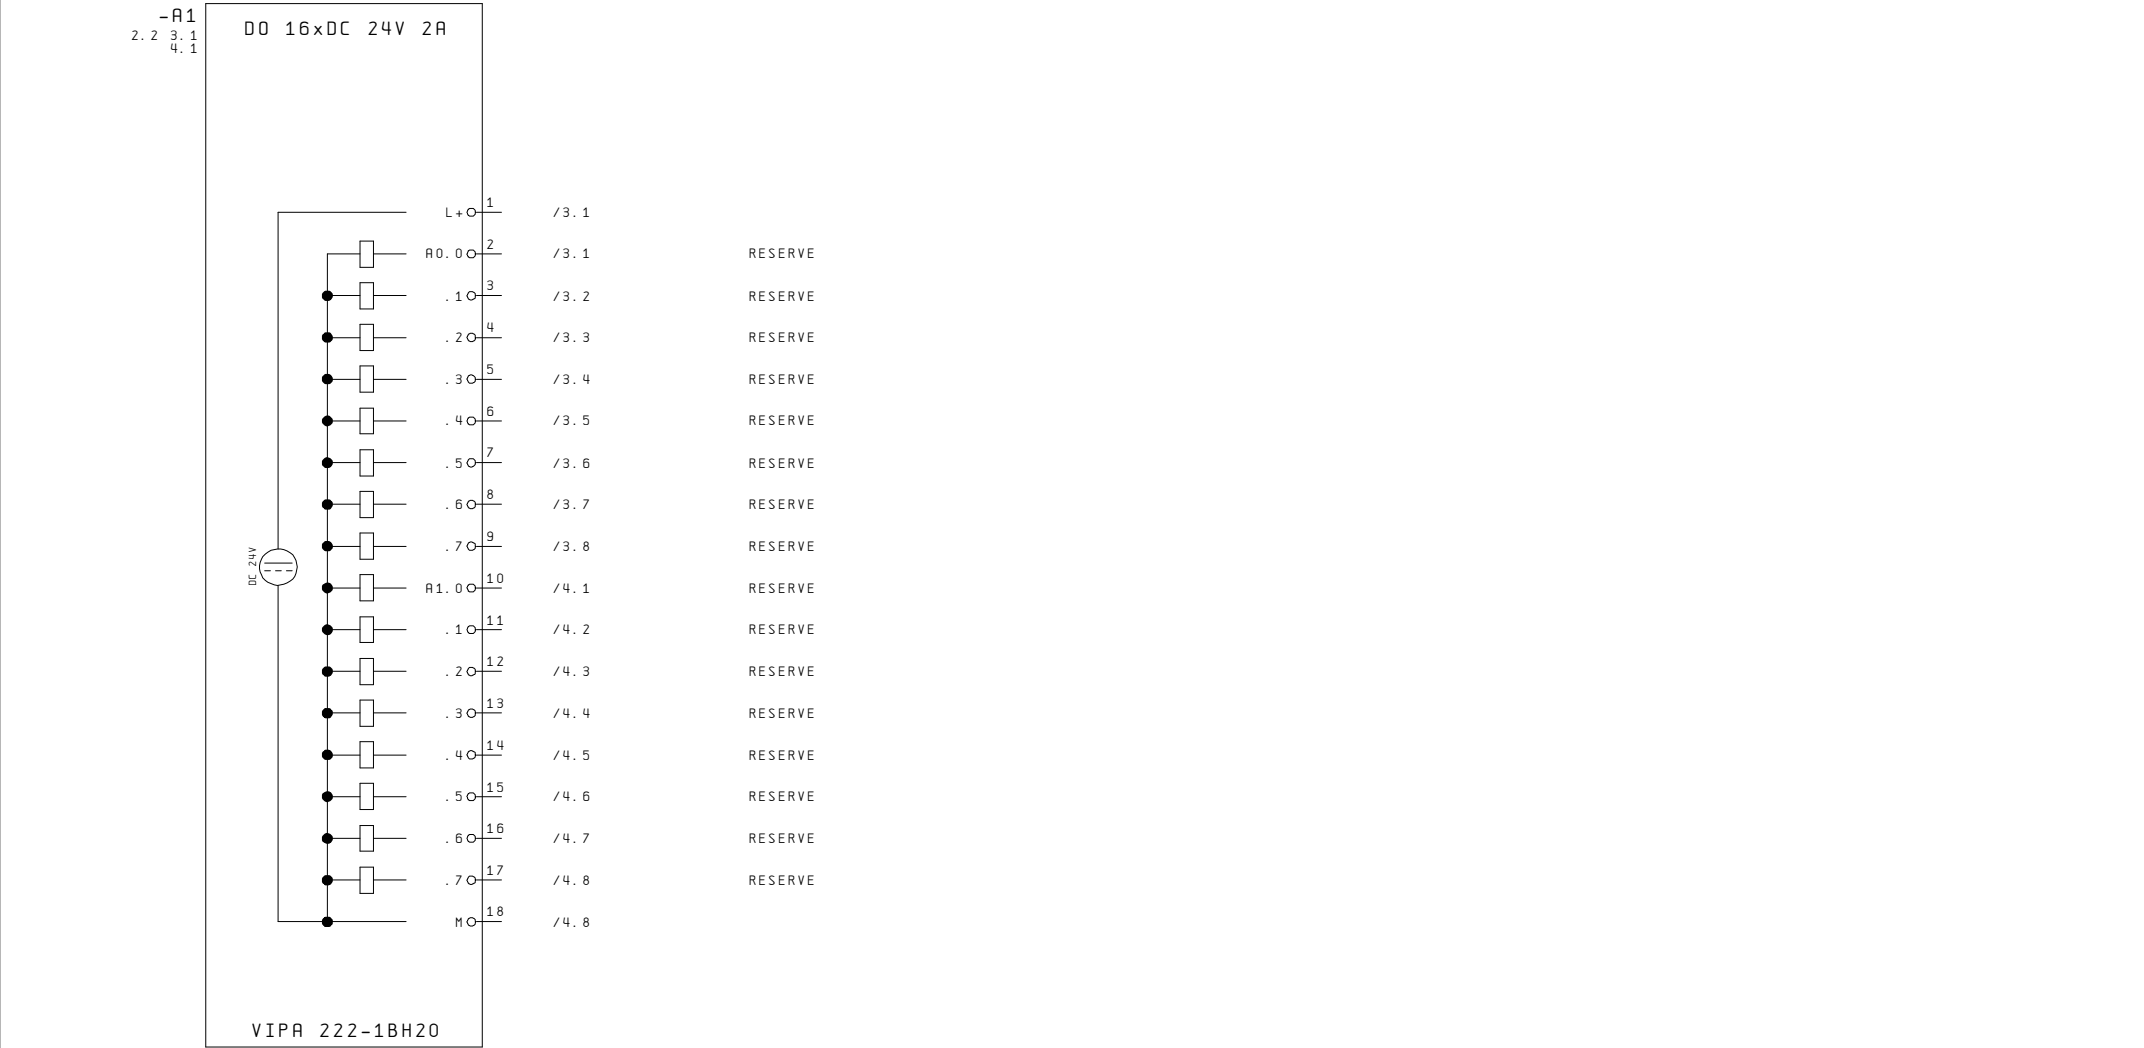 -A1
2.2 3.1
4.1
DO 16xDC 24V 2A
L+ 1 /3.1
A0.0 2 /3.1 RESERVE
.1 3 /3.2 RESERVE
.2 4 /3.3 RESERVE
.3 5 /3.4 RESERVE
.4 6 /3.5 RESERVE
.5 7 /3.6 RESERVE
.6 8 /3.7 RESERVE
.7 9 /3.8 RESERVE
DC 24V
A1.0 10 /4.1 RESERVE
.1 11 /4.2 RESERVE
.2 12 /4.3 RESERVE
.3 13 /4.4 RESERVE
.4 14 /4.5 RESERVE
.5 15 /4.6 RESERVE
.6 16 /4.7 RESERVE
.7 17 /4.8 RESERVE
M 18 /4.8
VIPA 222-1BH20